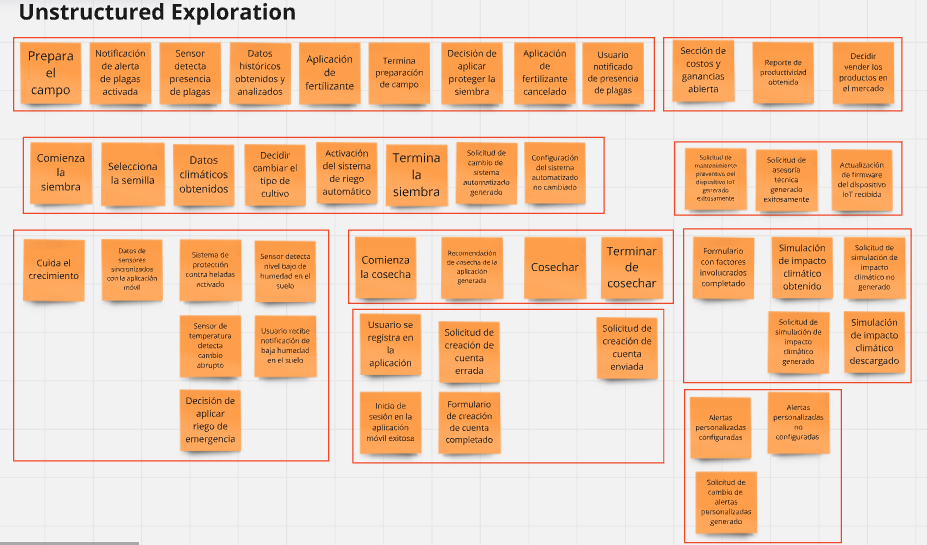 Unstructured Exploration
Prepara
el
campo
Notificación
de alerta
de plagas
activada
Sensor
detecta
presencia
de plagas
Datos
históricos
obtenidos y
analizados
Aplicación
de
fertilizante
Termina
preparación
de campo
Decisión de
aplicar
proteger la
siembra
Aplicación
de
fertilizante
cancelado
Usuario
notificado
de presencia
de plagas
Sección de
costos y
ganancias
abierta
Reporte de
productividad
obtenida
Decidir
vender los
productos en
el mercado
Comienza
la
siembra
Selecciona
la semilla
Datos
climáticos
obtenidos
Decidir
cambiar el
tipo de
cultivo
Activación
del sistema
de riego
automático
Termina
la
siembra
Solicitud de
cambio de
sistema
automatizado
generado
Configuración
del sistema
automatizado
no cambiado
Solicitud de
mantenimiento
preventivo del
dispositivo IoT
generado
exitosamente
Solicitud de
asesoría
técnica
generado
exitosamente
Actualización
de firmware
del dispositivo
IoT recibida
Cuida el
crecimiento
Datos de
sensores
sincronizados
con la aplicación
móvil
Sistema de
protección
contra heladas
activado
Sensor detecta
nivel bajo de
humedad en el
suelo
Sensor de
temperatura
detecta
cambio
abrupto
Usuario recibe
notificación de
baja humedad
en el suelo
Decisión de
aplicar
riego de
emergencia
Comienza
la cosecha
Recomendación
de cosecha de la
aplicación
generada
Cosechar
Terminar
de
cosechar
Usuario se
registra en
la
aplicación
Solicitud de
creación de
cuenta
errada
Solicitud de
creación de
cuenta
enviada
Inicio de
sesión en la
aplicación
móvil exitosa
Formulario
de creación
de cuenta
completado
Formulario
con factores
involucrados
completado
Simulación
de impacto
climático
obtenido
Solicitud de
simulación de
impacto
climático no
generado
Solicitud de
simulación de
impacto
climático
generado
Simulación
de impacto
climático
descargado
Alertas
personalizadas
configuradas
Alertas
personalizadas
no
configuradas
Solicitud de
cambio de
alertas
personalizadas
generado